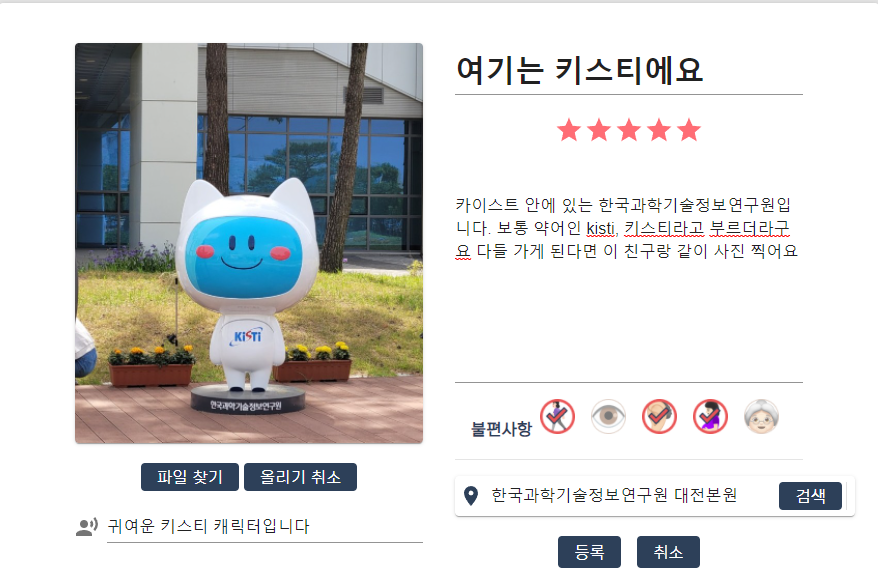 여기는 키스티에요
카이스트 안에 있는 한국과학기술정보연구원입
니다. 보통 약어인 kisti, 키스티라고 부르더라구
요 다들 가게 된다면 이 친구랑 같이 사진 찍어요
KiSTi
한국과학기술정보연구원
불편사항
파일 찾기 올리기 취소
한국과학기술정보연구원 대전본원 검색
귀여운 키스티 캐릭터입니다
등록 취소